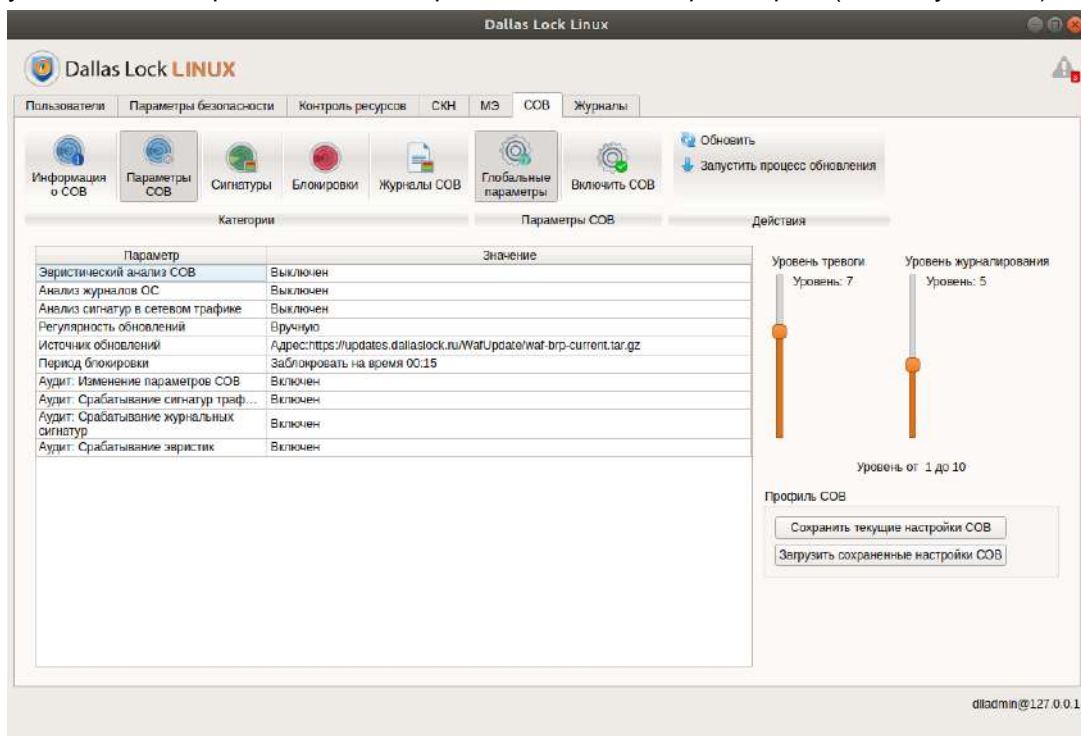 Dallas Lock Linux
Dallas Lock LINUX
Пользователи Параметры безопасности Контроль ресурсов СКН МЭ СОВ Журналы
Информация о СОВ
Параметры СОВ
Сигнатуры
Блокировки
Журналы СОВ
Глобальные параметры
Включить СОВ
Обновить
Запустить процесс обновления
Категории
Параметры СОВ
Действия
Параметр Значение
Эвристический анализ СОВ Выключен
Анализ журналов ОС Выключен
Анализ сигнатур в сетевом трафике Выключен
Регулярность обновлений Вручную
Источник обновлений Адрес:https://updates.dallaslock.ru/WafUpdate/waf-brp-current.tar.gz
Период блокировки Заблокровать на время 00:15
Аудит: Изменение параметров СОВ Включен
Аудит: Срабатывание сигнатур траф... Включен
Аудит: Срабатывание журнальных сигнатур Включен
Аудит: Срабатывание эвристик Включен
Уровень тревоги
Уровень: 7
Уровень журналирования
Уровень: 5
Уровень от 1 до 10
Профиль СОВ
Сохранить текущие настройки СОВ
Загрузить сохраненные настройки СОВ
dlladmin@127.0.0.1